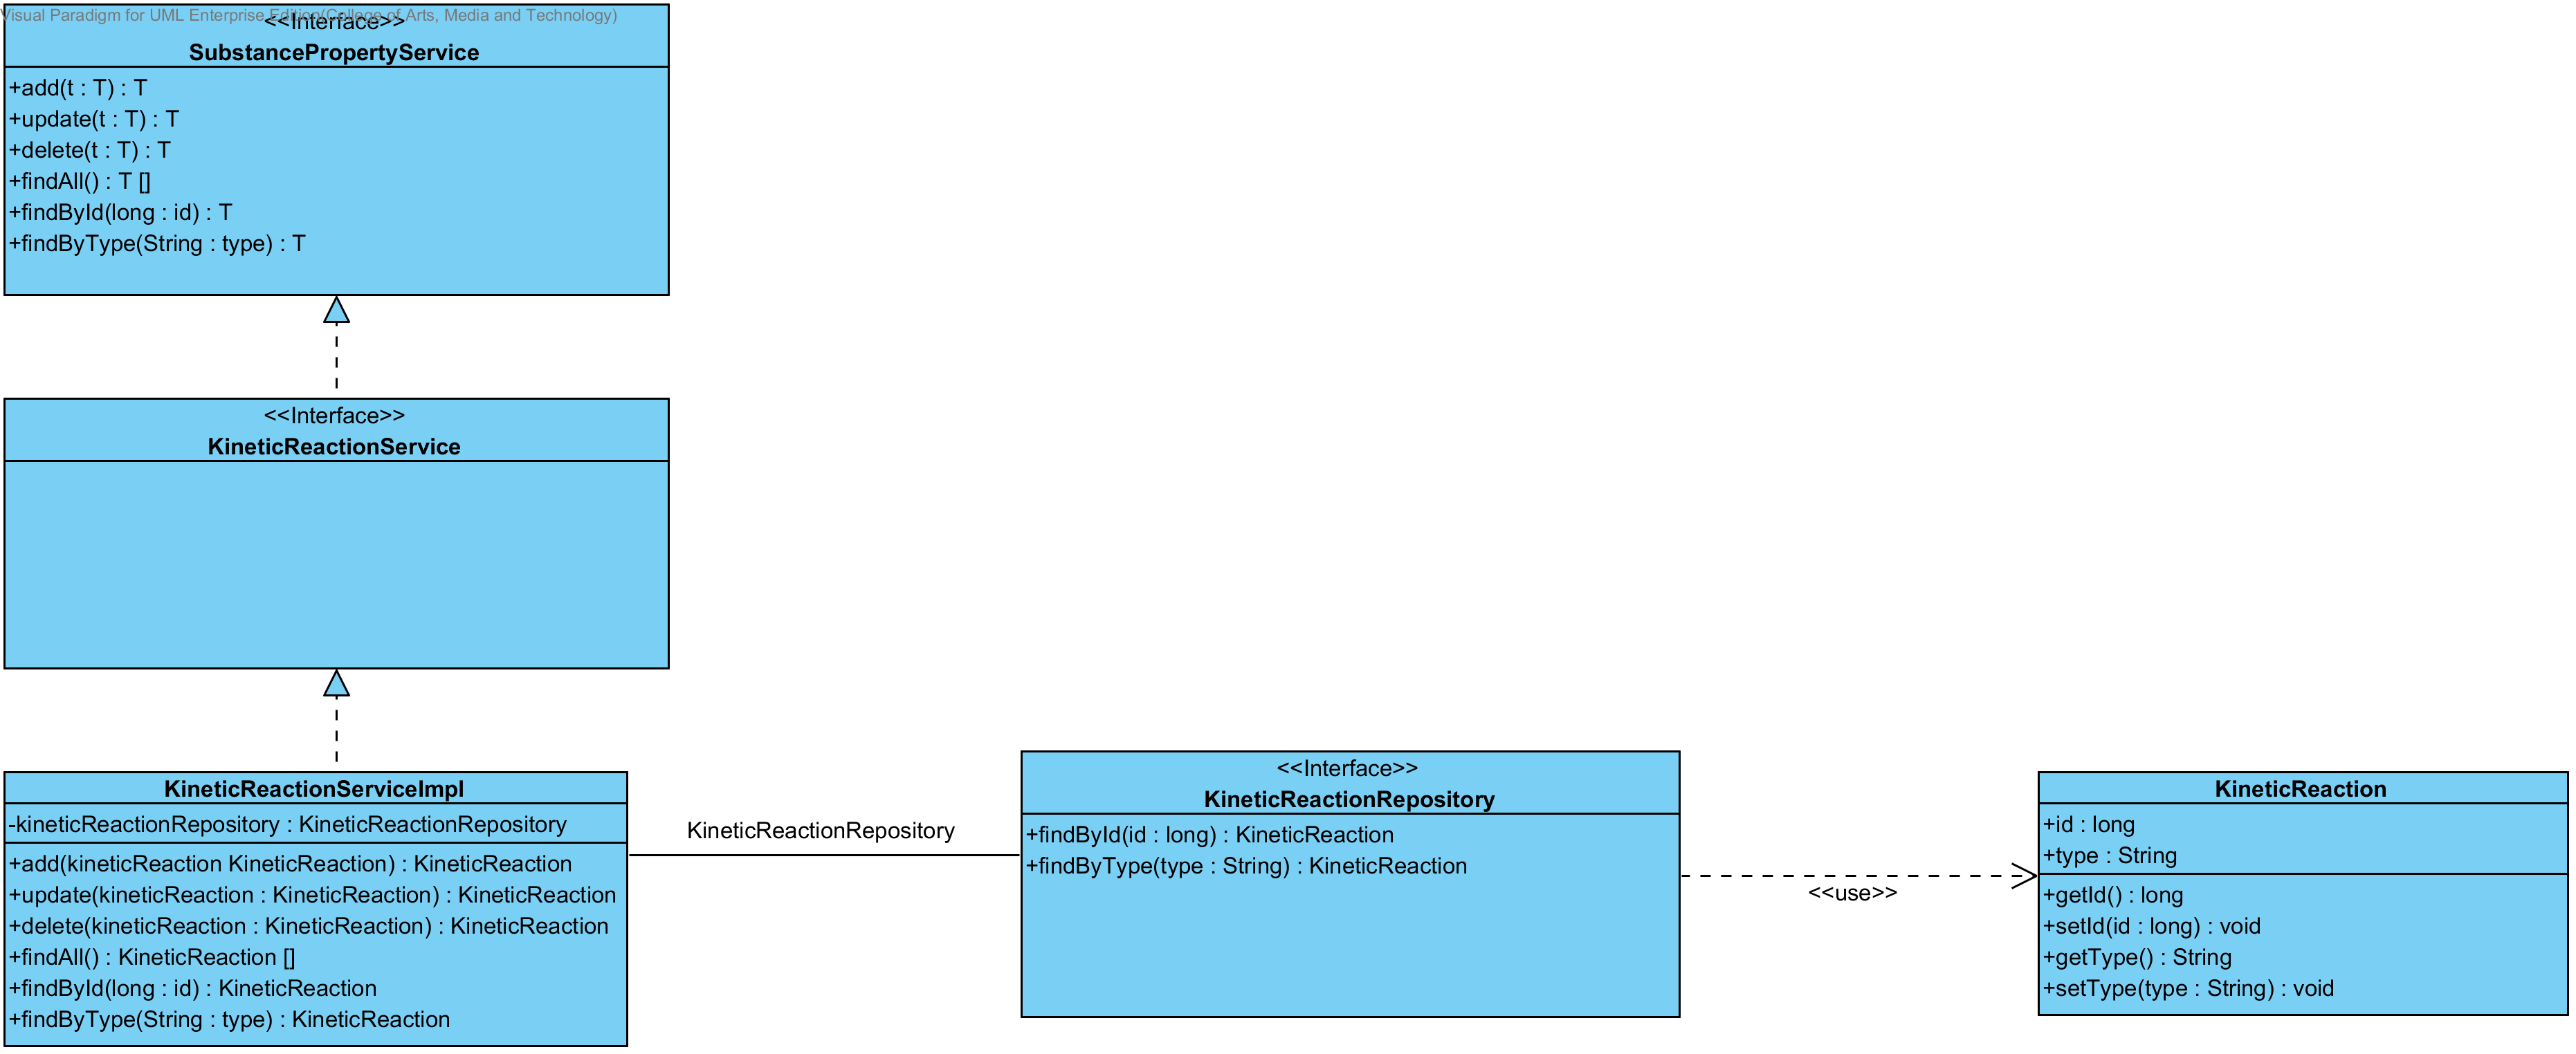 Visual Paradigm for UML Enterprise Edition(College of Arts, Media and Technology)
<<Interface>>
SubstancePropertyService
+add(t : T) : T
+update(t : T) : T
+delete(t : T) : T
+findAll() : T []
+findById(long : id) : T
+findByType(String : type) : T
<<Interface>>
KineticReactionService
KineticReactionServiceImpl
-kineticReactionRepository : KineticReactionRepository
+add(kineticReaction KineticReaction) : KineticReaction
+update(kineticReaction : KineticReaction) : KineticReaction
+delete(kineticReaction : KineticReaction) : KineticReaction
+findAll() : KineticReaction []
+findById(long : id) : KineticReaction
+findByType(String : type) : KineticReaction
KineticReactionRepository
<<Interface>>
KineticReactionRepository
+findById(id : long) : KineticReaction
+findByType(type : String) : KineticReaction
<<use>>
KineticReaction
+id : long
+type : String
+getId() : long
+setId(id : long) : void
+getType() : String
+setType(type : String) : void